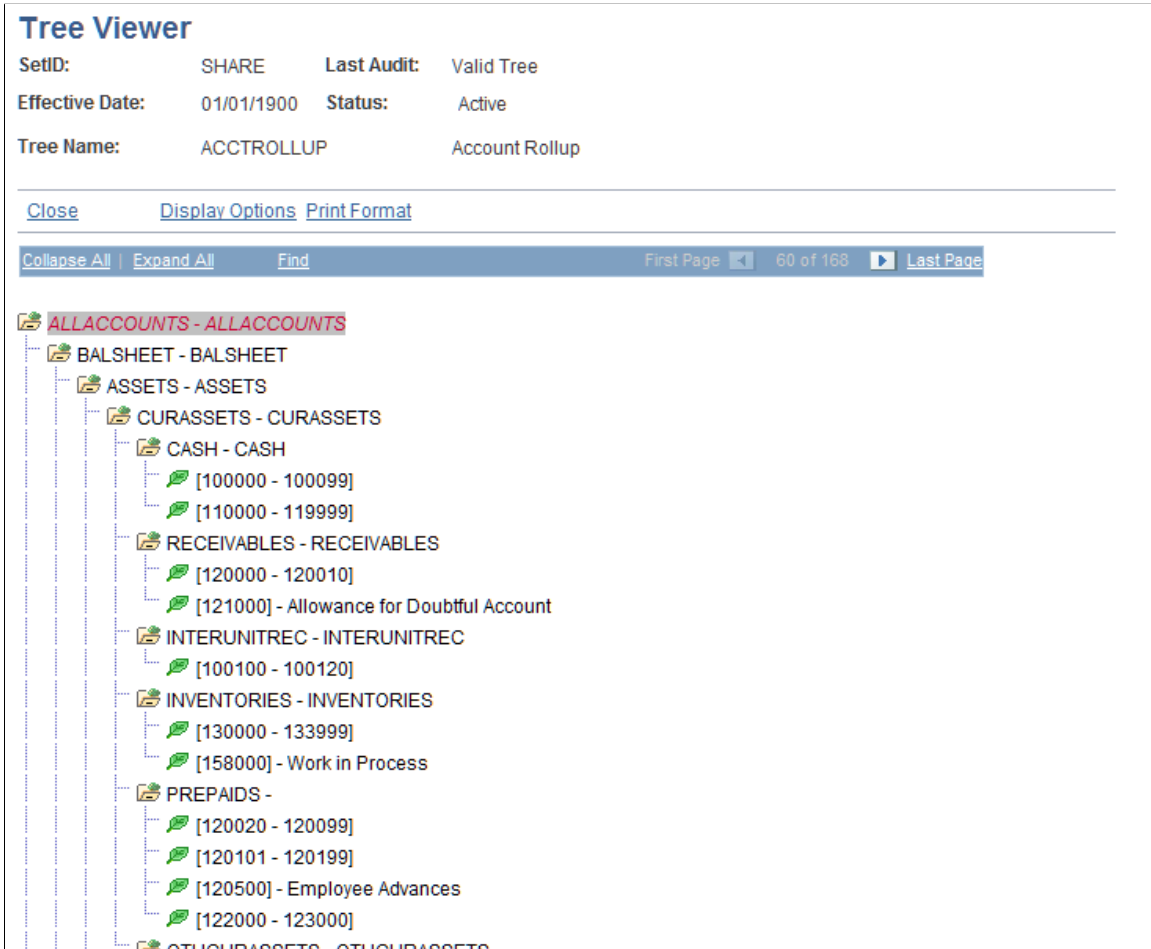 Tree Viewer
SetID: SHARE Last Audit: Valid Tree
Effective Date: 01/01/1900 Status: Active
Tree Name: ACCTROLLUP Account Rollup
Close Display Options Print Format
Collapse All | Expand All Find First Page 60 of 168 Last Page
ALLACCOUNTS - ALLACCOUNTS
BALSHEET - BALSHEET
ASSETS - ASSETS
CURASSETS - CURASSETS
CASH - CASH
[100000 - 100099]
[110000 - 119999]
RECEIVABLES - RECEIVABLES
[120000 - 120010]
[121000] - Allowance for Doubtful Account
INTERUNITREC - INTERUNITREC
[100100 - 100120]
INVENTORIES - INVENTORIES
[130000 - 133999]
[158000] - Work in Process
PREPAIDS -
[120020 - 120099]
[120101 - 120199]
[120500] - Employee Advances
[122000 - 123000]
OTHCURASSETS - OTHCURASSETS